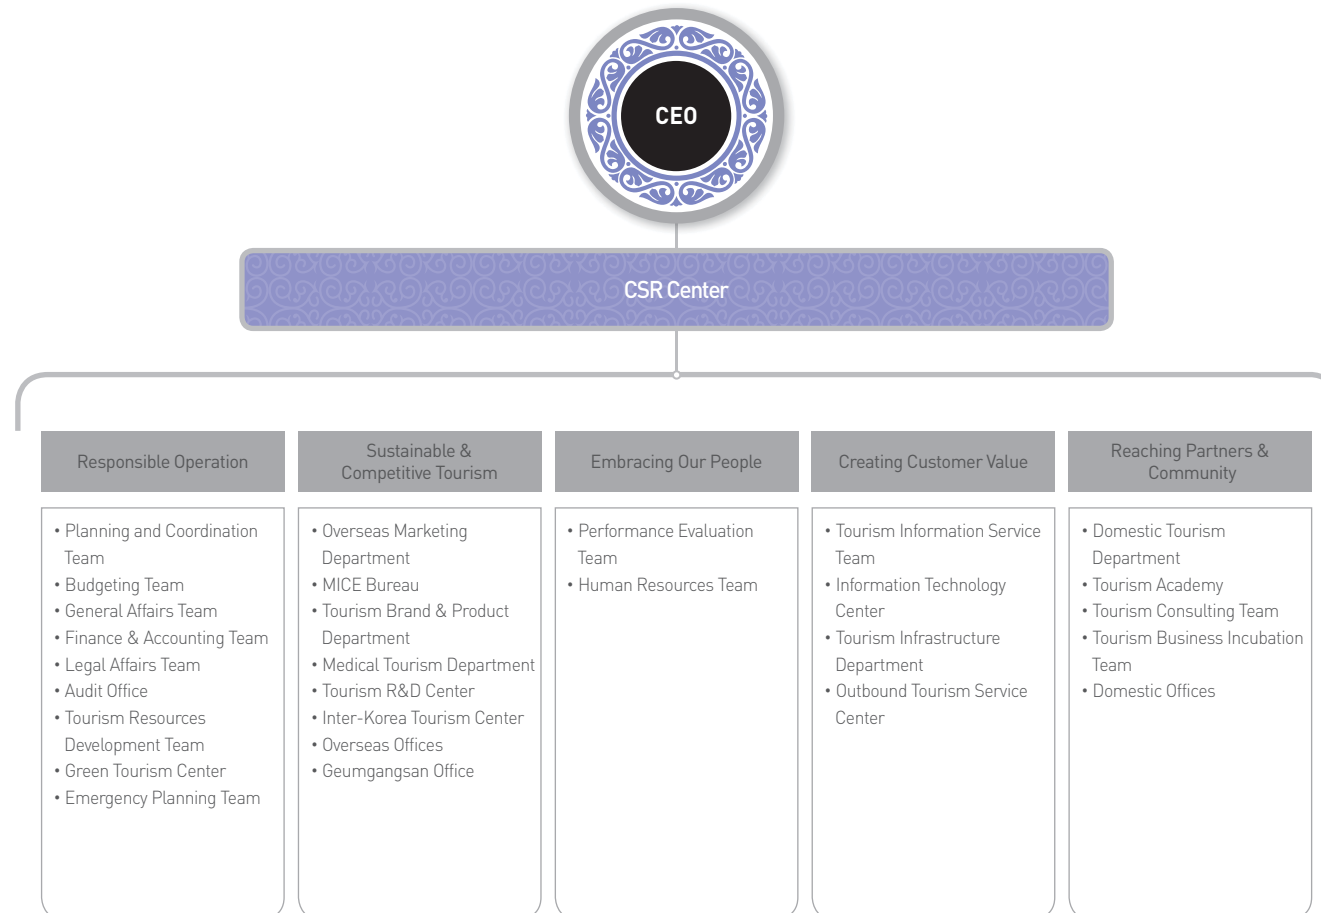 CEO
CSR Center
Responsible Operation
• Planning and Coordination
Team
• Budgeting Team
• General Affairs Team
• Finance & Accounting Team
• Legal Affairs Team
• Audit Office
• Tourism Resources
Development Team
• Green Tourism Center
• Emergency Planning Team
Sustainable &
Competitive Tourism
• Overseas Marketing
Department
• MICE Bureau
• Tourism Brand & Product
Department
• Medical Tourism Department
• Tourism R&D Center
• Inter-Korea Tourism Center
• Overseas Offices
• Geumgangsan Office
Embracing Our People
• Performance Evaluation
Team
• Human Resources Team
Creating Customer Value
• Tourism Information Service
Team
• Information Technology
Center
• Tourism Infrastructure
Department
• Outbound Tourism Service
Center
Reaching Partners &
Community
• Domestic Tourism
Department
• Tourism Academy
• Tourism Consulting Team
• Tourism Business Incubation
Team
• Domestic Offices